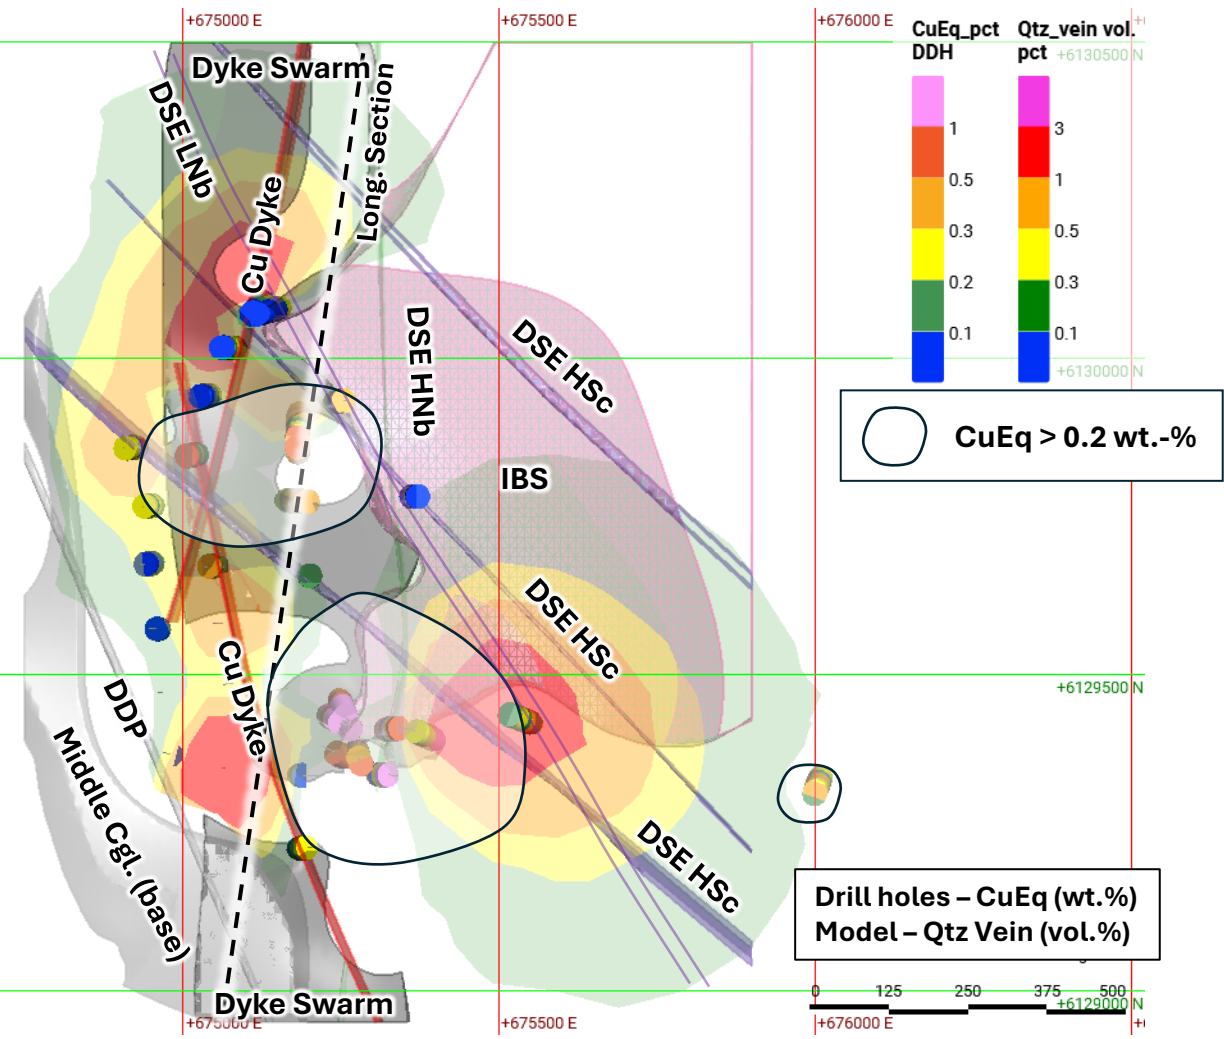 +675000 E
+675500 E
+676000 E
CuEq_pct
DDH
Qtz_vein vol.
pct
+6130500 N
1
0.5
0.3
0.2
0.1
3
1
0.5
0.3
0.1
+6130000 N
CuEq > 0.2 wt.-%
Dyke Swarm
DSE LNb
Long. Section
Cu Dyke
DSE HNb
DSE HSc
IBS
DSE HSc
Cu Dyke
DDP
Middle Cgl. (base)
+6129500 N
DSE HSc
Drill holes – CuEq (wt.%)
Model – Qtz Vein (vol.%)
Dyke Swarm
0
125
250
375
500
+6129000 N
+675000 E
+675500 E
+676000 E